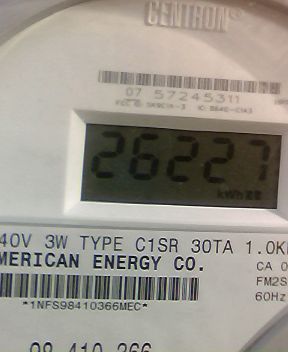 CENTRON®
07 57245311
26227
kWh
40V 3W TYPE C1SR 30TA 1.0K
MERICAN ENERGY CO.
CA 0
FM2S
60Hz
*1NFS98410366MEC*
98 410 366